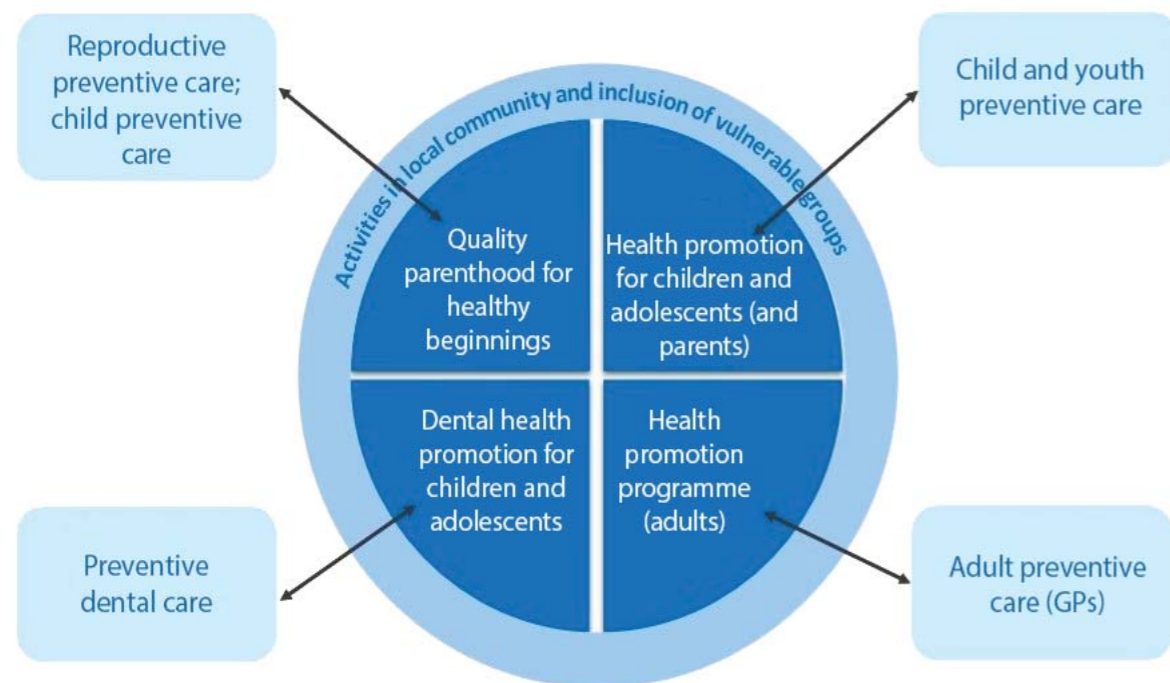 Reproductive
preventive care;
child preventive
care
Child and youth
preventive care
Activities in local community and inclusion of vulnerable groups
Quality
parenthood for
healthy
beginnings
Health promotion
for children and
adolescents (and
parents)
Dental health
promotion for
children and
adolescents
Health
promotion
programme
(adults)
Preventive
dental care
Adult preventive
care (GPs)